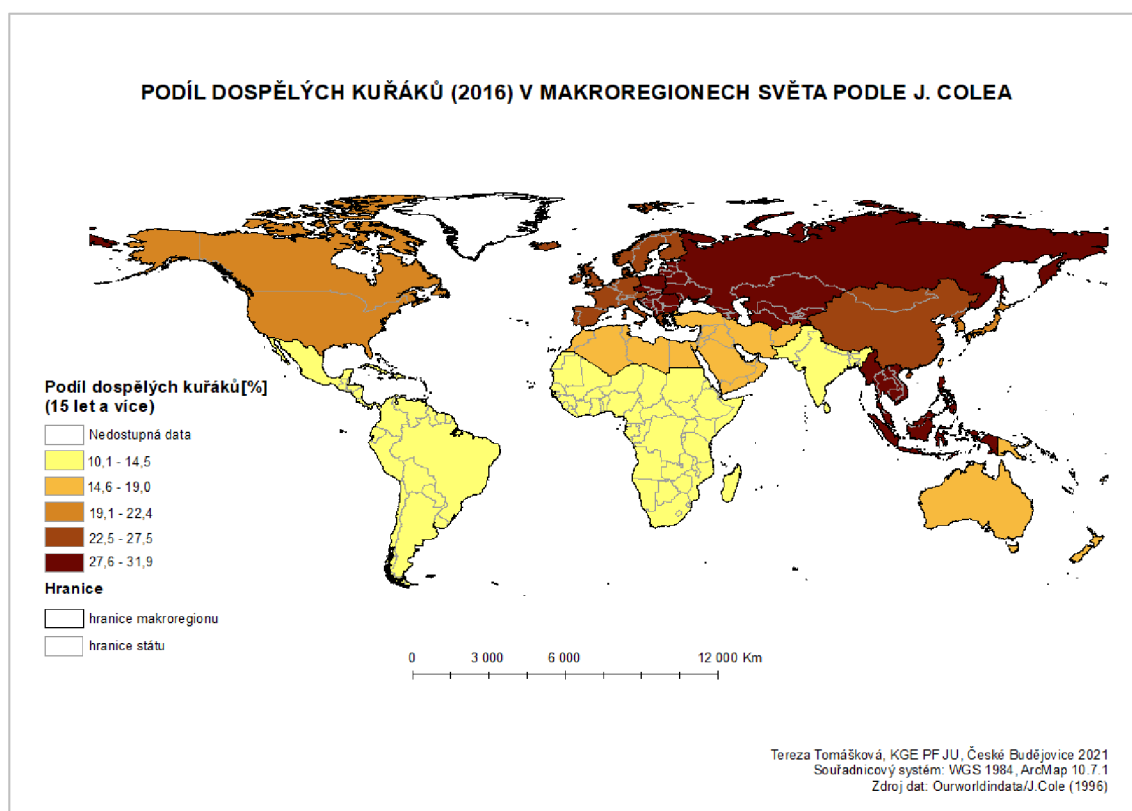 PODÍL DOSPĚLÝCH KUŘÁKŮ (2016) V MAKROREGIONECH SVĚTA PODLE J. COLEA
Podíl dospělých kuřáků[%]
(15 let a více)
Nedostupná data
10,1 - 14,5
14,6 - 19,0
19,1 - 22,4
22,5 - 27,5
27,6 - 31,9
Hranice
hranice makroregionu
hranice státu
0 3 000 6 000 12 000 Km
Tereza Tomášková, KGE PF JU, České Budějovice 2021
Souřadnicový systém: WGS 1984, ArcMap 10.7.1
Zdroj dat: Ourworldindata/J.Cole (1996)